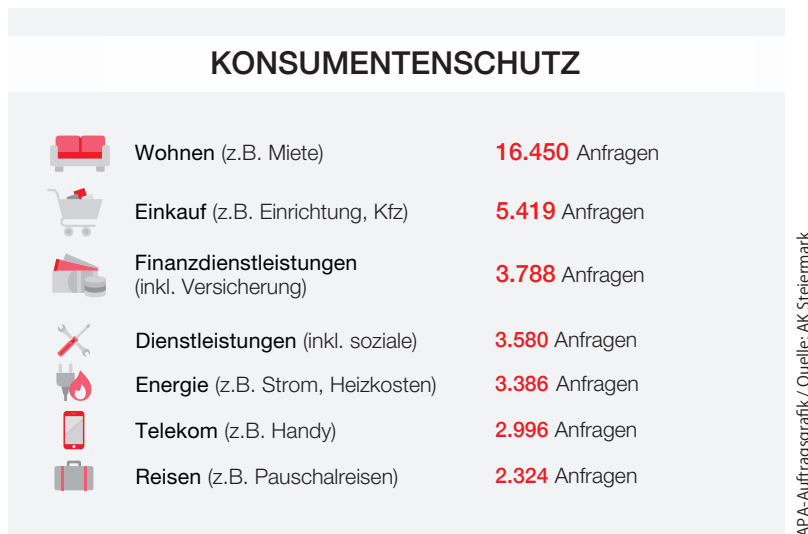 KONSUMENTENSCHUTZ
Wohnen (z.B. Miete) 16.450 Anfragen
Einkauf (z.B. Einrichtung, Kfz) 5.419 Anfragen
Finanzdienstleistungen
(inkl. Versicherung) 3.788 Anfragen
Dienstleistungen (inkl. soziale) 3.580 Anfragen
Energie (z.B. Strom, Heizkosten) 3.386 Anfragen
Telekom (z.B. Handy) 2.996 Anfragen
Reisen (z.B. Pauschalreisen) 2.324 Anfragen
APA-Auftragsgrafik / Quelle: AK Steiermark